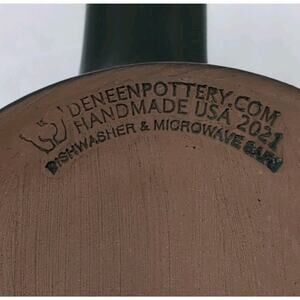 DENEENPOTTERY.COM
HANDMADE USA 2021
DISHWASHER & MICROWAVE SAFE